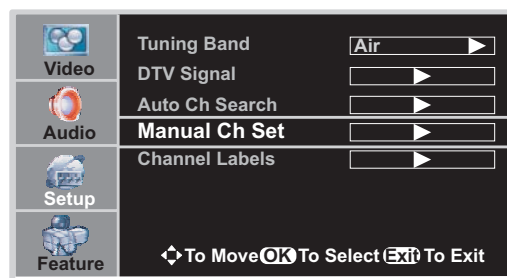 Video
Audio
Setup
Feature
Tuning Band Air
DTV Signal
Auto Ch Search
Manual Ch Set
Channel Labels
To Move OK To Select Exit To Exit